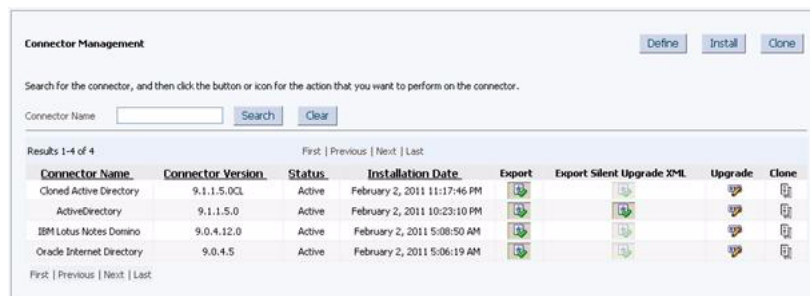 Connector Management Define Install Clone
Search for the connector, and then click the button or icon for the action that you want to perform on the connector.
Connector Name Search Clear
Results 1-4 of 4 First | Previous | Next | Last
Connector Name Connector Version Status Installation Date Export Export Silent Upgrade XML Upgrade Clone
Cloned Active Directory 9.1.1.5.0CL Active February 2, 2011 11:17:46 PM
ActiveDirectory 9.1.1.5.0 Active February 2, 2011 10:23:10 PM
IBM Lotus Notes Domino 9.0.4.12.0 Active February 2, 2011 5:08:50 AM
Oracle Internet Directory 9.0.4.5 Active February 2, 2011 5:06:19 AM
First | Previous | Next | Last